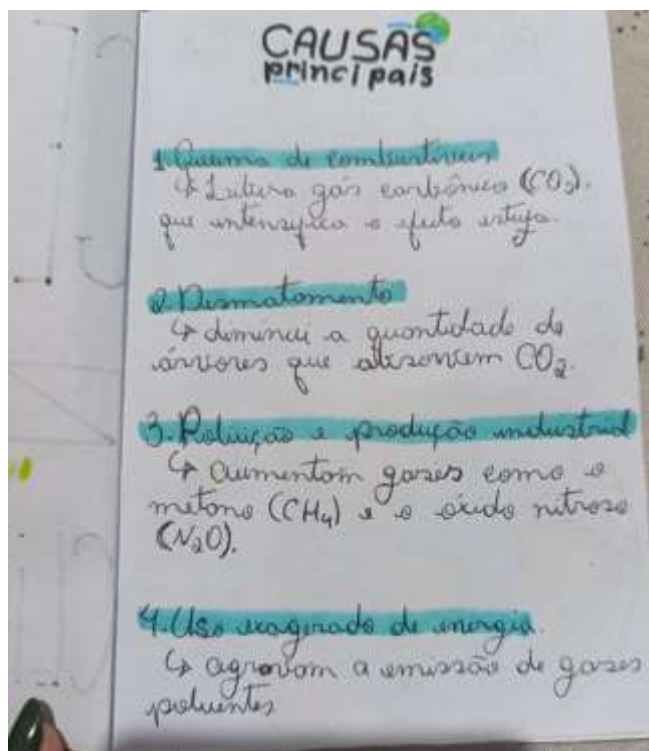 CAUSAS
principais
1. Queima de combustíveis
↳ Libera gás carbônico (CO₂).
que intensifica o efeito estufa.
2. Desmatamento
↳ diminui a quantidade de
árvores que absorvem CO₂.
3. Poluição e produção industrial
↳ aumentam gases como o
metano (CH₄) e o óxido nitroso
(N₂O).
4. Uso exagerado de energia.
↳ agravam a emissão de gases
poluentes